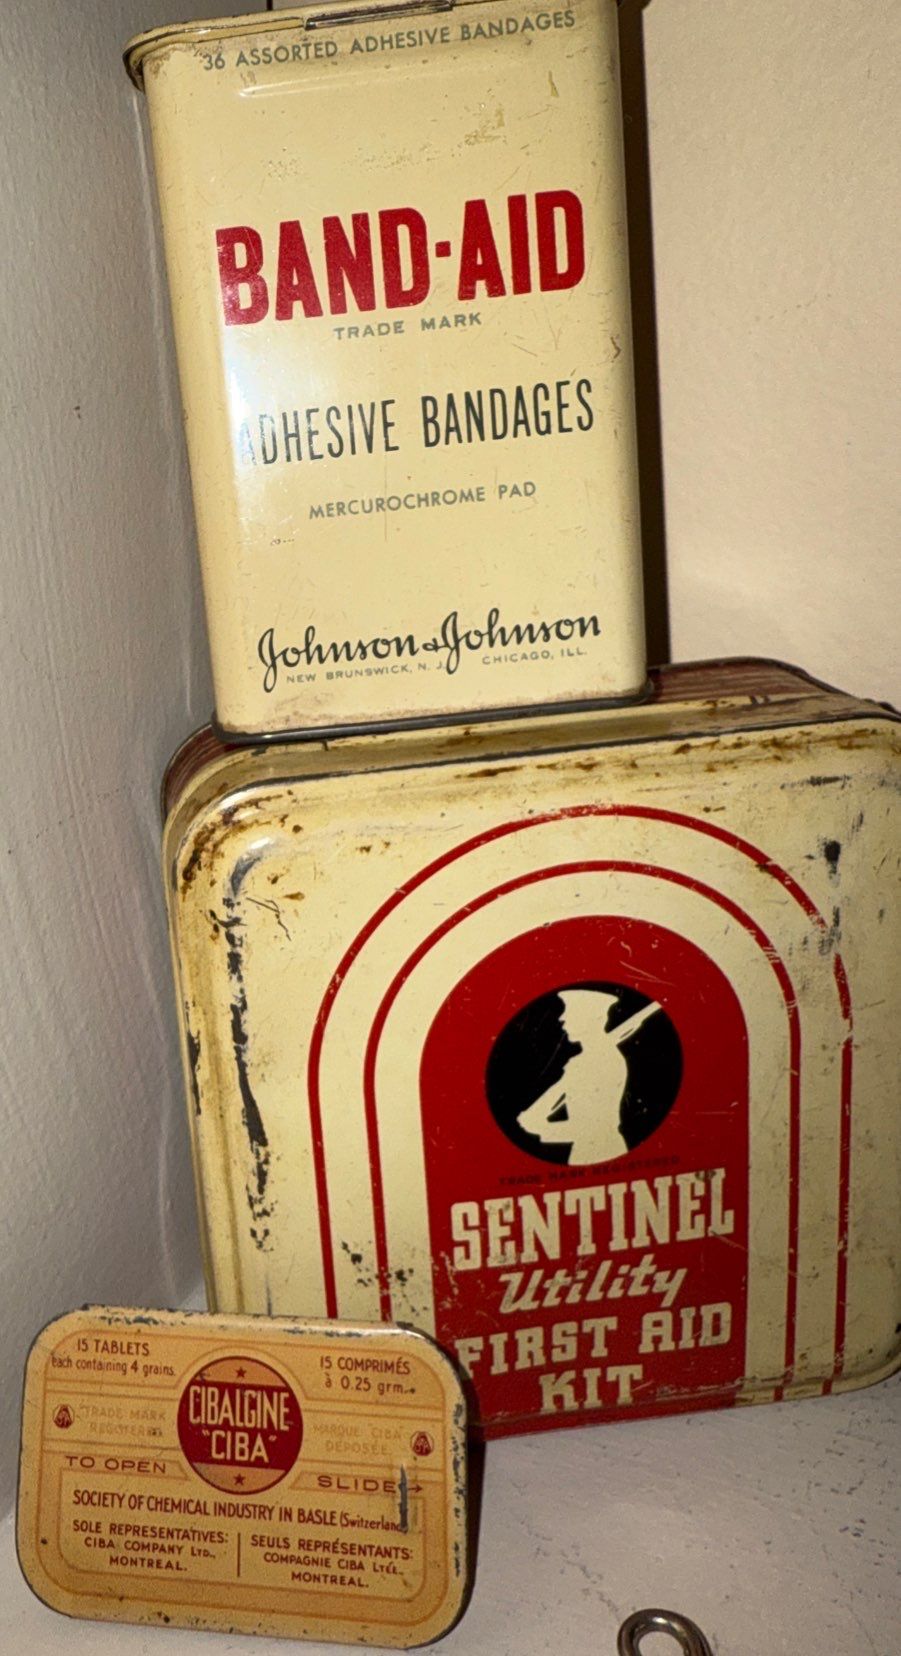 36 ASSORTED ADHESIVE BANDAGES
BAND-AID
TRADE MARK
ADHESIVE BANDAGES
MERCUROCHROME PAD
Johnson & Johnson
NEW BRUNSWICK, N. J. CHICAGO, ILL.
TRADE MARK REGISTERED
SENTINEL
Utility
FIRST AID
KIT
15 TABLETS
each containing 4 grains.
15 COMPRIMÉS
à 0.25 grm.
CIBALGINE
"CIBA"
TRADE MARK
REGISTERED
MARQUE CIBA
DÉPOSÉE
TO OPEN
SLIDE
SOCIETY OF CHEMICAL INDUSTRY IN BASLE (Switzerland)
SOLE REPRESENTATIVES:
CIBA COMPANY LTD.,
MONTREAL.
SEULS REPRÉSENTANTS:
COMPAGNIE CIBA LTÉE.
MONTREAL.